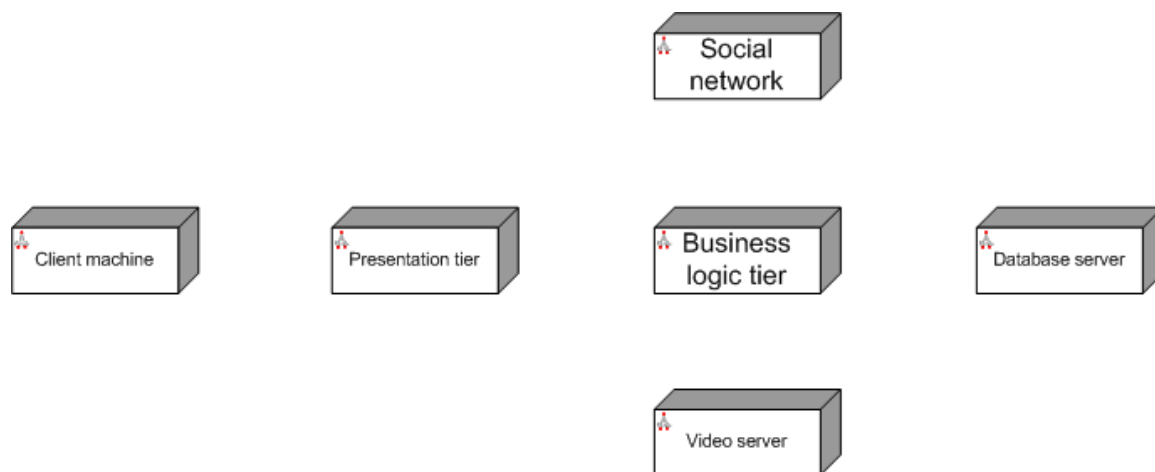 Social
network
Client machine
Presentation tier
Business
logic tier
Database server
Video server